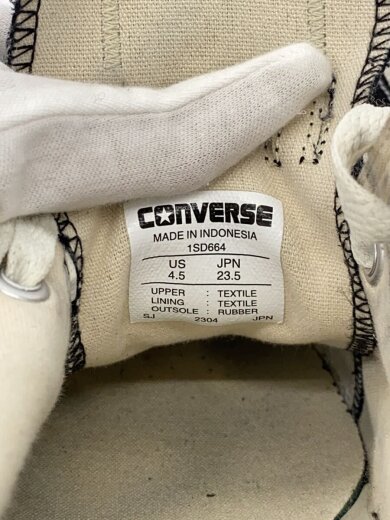 CONVERSE
MADE IN INDONESIA
1SD664
US JPN
4.5 23.5
UPPER : TEXTILE
LINING : TEXTILE
OUTSOLE : RUBBER
SJ 2304 JPN